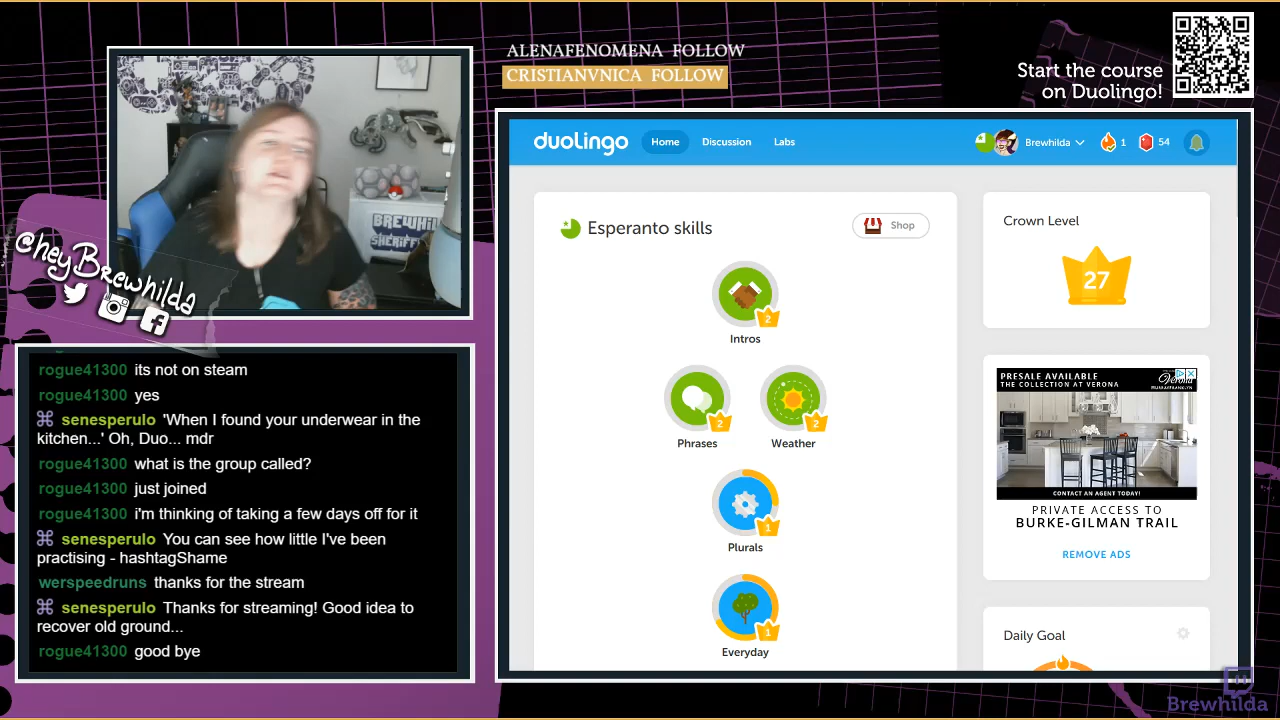 ALENAFENOMENA FOLLOW
CRISTIANVNICA FOLLOW
Start the course
on Duolingo!
@heyBrewhilda
BREWHIL
SHERIFF
rogue41300 its not on steam
rogue41300 yes
senesperulo 'When I found your underwear in the
kitchen...' Oh, Duo... mdr
rogue41300 what is the group called?
rogue41300 just joined
rogue41300 i'm thinking of taking a few days off for it
senesperulo You can see how little I've been
practising - hashtagShame
werspeedruns thanks for the stream
senesperulo Thanks for streaming! Good idea to
recover old ground...
rogue41300 good bye
duolingo Home Discussion Labs Brewhilda 1 54
Esperanto skills Shop
2
Intros
2 2
Phrases Weather
1
Plurals
1
Everyday
Crown Level
27
PRESALE AVAILABLE
THE COLLECTION AT VERONA
Verona
CONTACT AN AGENT TODAY!
PRIVATE ACCESS TO
BURKE-GILMAN TRAIL
REMOVE ADS
Daily Goal
Brewhilda